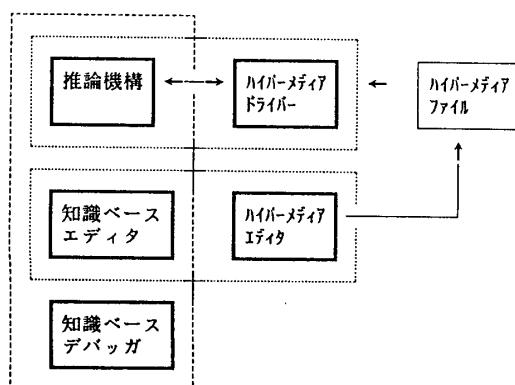 推論機構
ハイパーメディア
ドライバー
ハイパーメディア
ファイル
知識ベース
エディタ
ハイパーメディア
エディタ
知識ベース
デバッガ